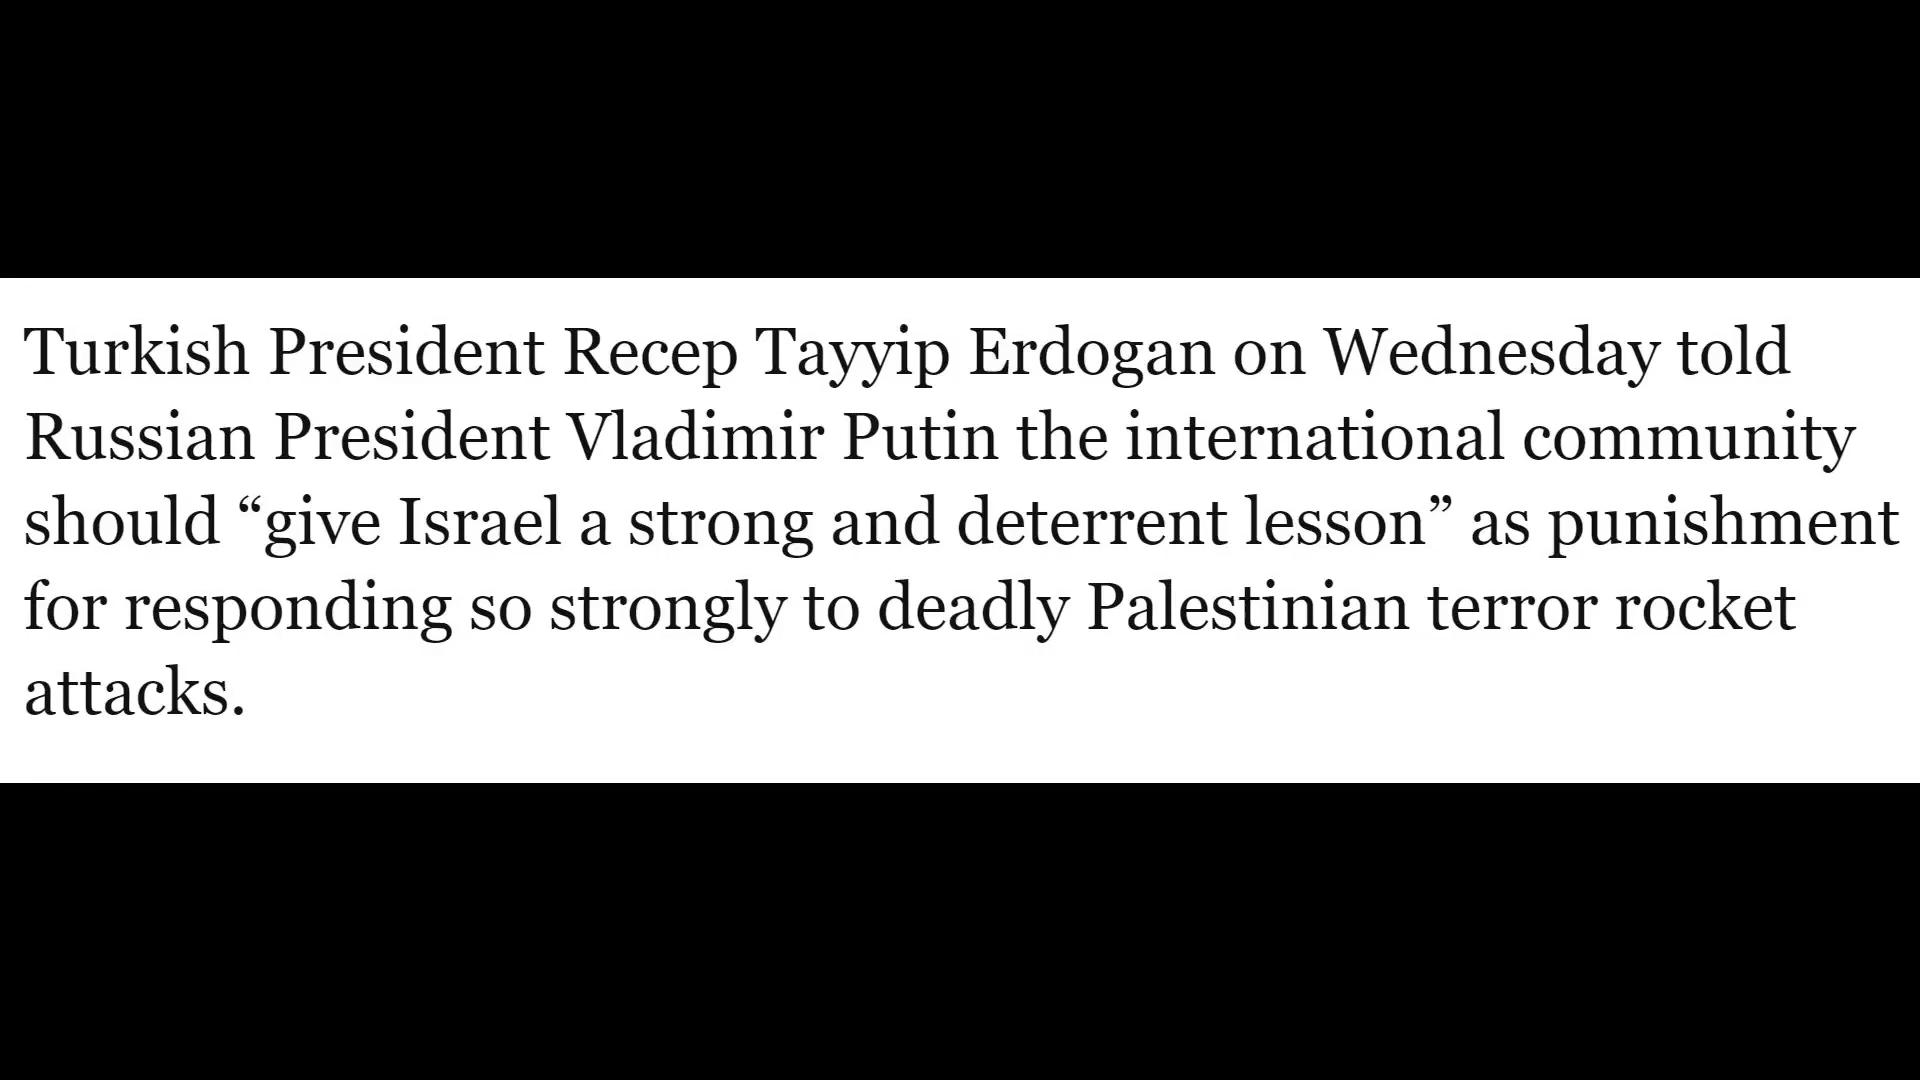 Turkish President Recep Tayyip Erdogan on Wednesday told
Russian President Vladimir Putin the international community
should “give Israel a strong and deterrent lesson” as punishment
for responding so strongly to deadly Palestinian terror rocket
attacks.